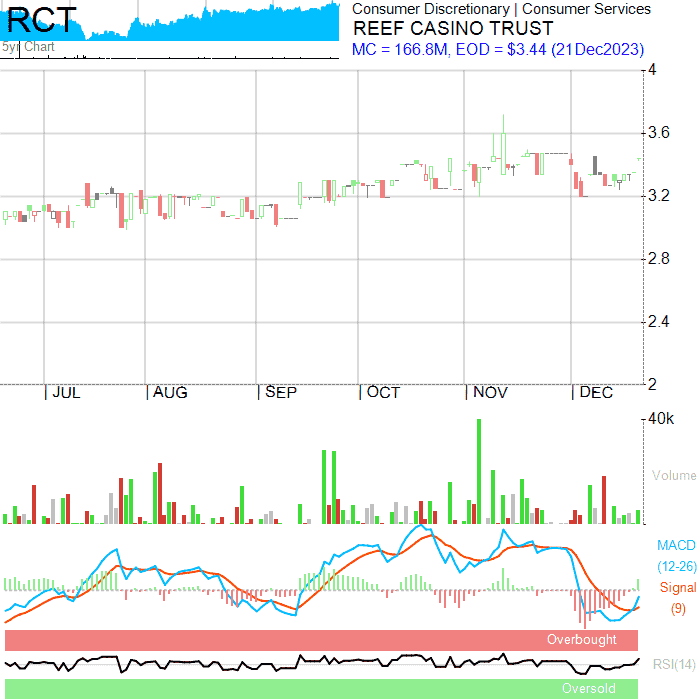 RCT
5yr Chart
Consumer Discretionary | Consumer Services
REEF CASINO TRUST
MC = 166.8M, EOD = $3.44 (21Dec2023)
4
3.6
3.2
2.8
2.4
2
JUL AUG SEP OCT NOV DEC
40k
Volume
MACD
(12-26)
Signal
(9)
Overbought
RSI(14)
Oversold